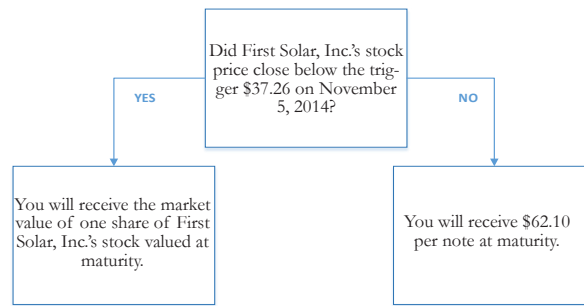 Did First Solar, Inc.'s stock
price close below the trig-
ger $37.26 on November
5, 2014?
YES
NO
You will receive the market
value of one share of First
Solar, Inc.'s stock valued at
maturity.
You will receive $62.10
per note at maturity.